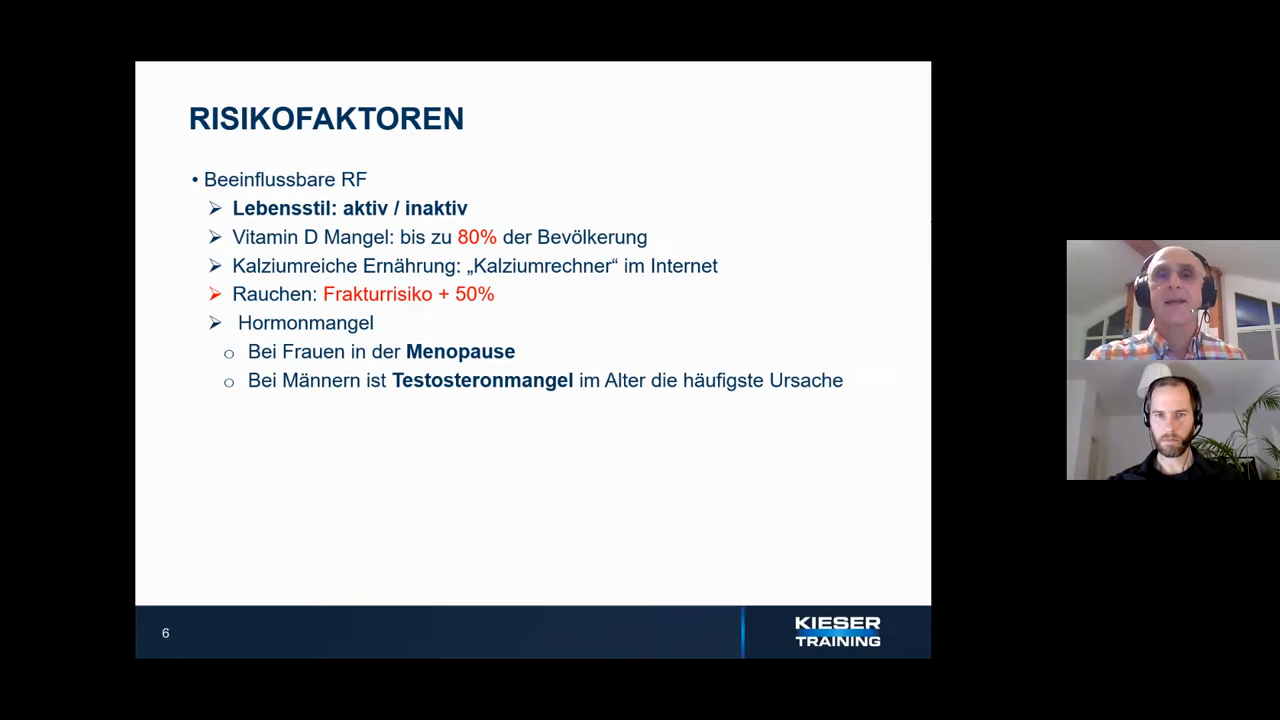 RISIKOFAKTOREN
• Beeinflussbare RF
➢ Lebensstil: aktiv / inaktiv
➢ Vitamin D Mangel: bis zu 80% der Bevölkerung
➢ Kalziumreiche Ernährung: „Kalziumrechner“ im Internet
➢ Rauchen: Frakturrisiko + 50%
➢ Hormonmangel
o Bei Frauen in der Menopause
o Bei Männern ist Testosteronmangel im Alter die häufigste Ursache
6
KIESER
TRAINING